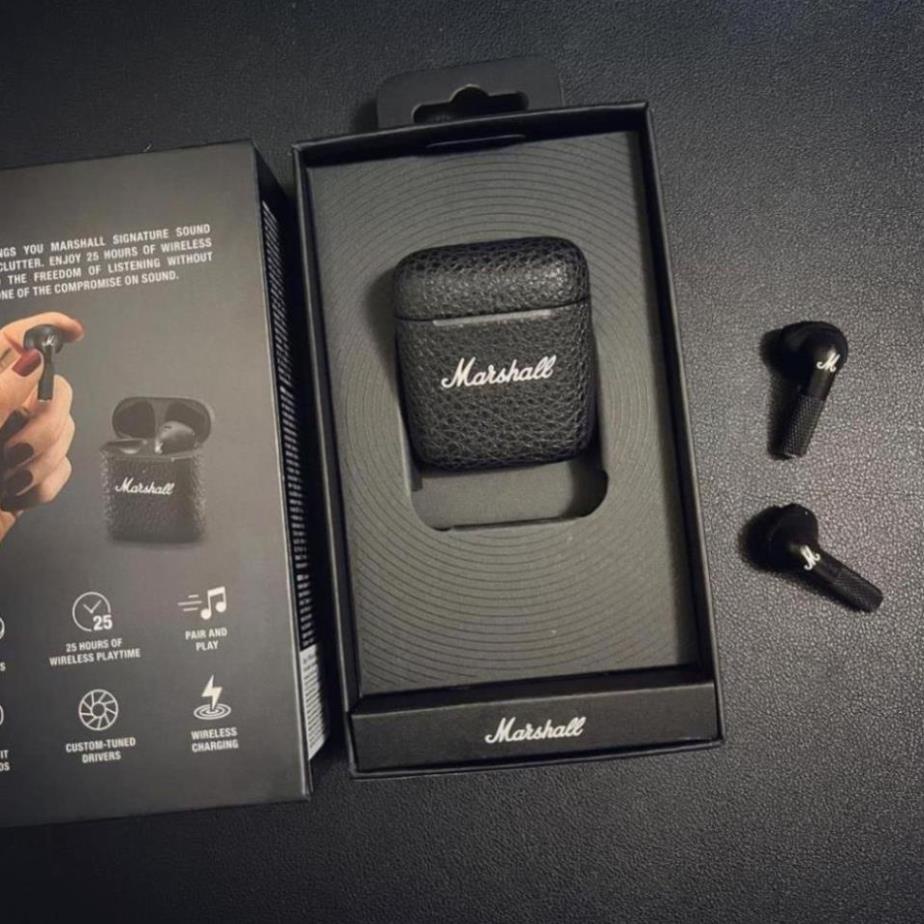 NGS YOU MARSHALL SIGNATURE SOUND
CLUTTER. ENJOY 25 HOURS OF WIRELESS
THE FREEDOM OF LISTENING WITHOUT
ONE OF THE COMPROMISE ON SOUND.
Marshall
25
25 HOURS OF
WIRELESS PLAYTIME
PAIR AND
PLAY
CUSTOM-TUNED
DRIVERS
WIRELESS
CHARGING
Marshall
Marshall
M
M